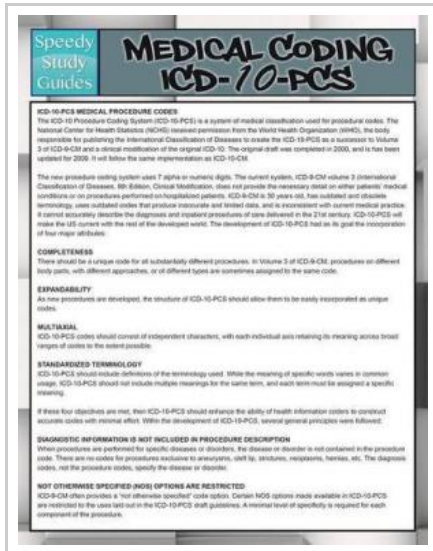 Speedy
Study
Guides
MEDICAL CODING
ICD-10-PCS
ICD-10-PCS MEDICAL PROCEDURE CODES
The ICD-10 Procedure Coding System (ICD-10-PCS) is a system of medical classification used for procedural codes. The
National Center for Health Statistics (NCHS) received permission from the World Health Organization (WHO), the body
responsible for publishing the International Classification of Diseases to create the ICD-10-PCS as a successor to Volume
3 of ICD-9-CM and a clinical modification of the original ICD-10. The original draft was completed in 2000, and is has been
updated for 2009. It will follow the same implementation as ICD-10-CM.
The new procedure coding system uses 7 alpha or numeric digits. The current system, ICD-9-CM volume 3 (International
Classification of Diseases, 9th Edition, Clinical Modification, does not provide the necessary detail on either patients' medical
conditions or on procedures performed on hospitalized patients. ICD-9-CM is 30 years old, has outdated and obsolete
terminology, uses outdated codes that produce inaccurate and limited data, and is inconsistent with current medical practice.
It cannot accurately describe the diagnoses and inpatient procedures of care delivered in the 21st century. ICD-10-PCS will
make the US current with the rest of the developed world. The development of ICD-10-PCS had as its goal the incorporation
of four major attributes:
COMPLETENESS
There should be a unique code for all substantially different procedures. In Volume 3 of ICD-9-CM, procedures on different
body parts, with different approaches, or of different types are sometimes assigned to the same code.
EXPANDABILITY
As new procedures are developed, the structure of ICD-10-PCS should allow them to be easily incorporated as unique
codes.
MULTIAXIAL
ICD-10-PCS codes should consist of independent characters, with each individual axis retaining its meaning across broad
ranges of codes to the extent possible.
STANDARDIZED TERMINOLOGY
ICD-10-PCS should include definitions of the terminology used. While the meaning of specific words varies in common
usage, ICD-10-PCS should not include multiple meanings for the same term, and each term must be assigned a specific
meaning.
If these four objectives are met, then ICD-10-PCS should enhance the ability of health information coders to construct
accurate codes with minimal effort. Within the development of ICD-10-PCS, several general principles were followed:
DIAGNOSTIC INFORMATION IS NOT INCLUDED IN PROCEDURE DESCRIPTION
When procedures are performed for specific diseases or disorders, the disease or disorder is not contained in the procedure
code. There are no codes for procedures exclusive to aneurysms, cleft lip, strictures, neoplasms, hernias, etc. The diagnosis
codes, not the procedure codes, specify the disease or disorder.
NOT OTHERWISE SPECIFIED (NOS) OPTIONS ARE RESTRICTED
ICD-9-CM often provides a "not otherwise specified" code option. Certain NOS options made available in ICD-10-PCS
are restricted to the uses laid out in the ICD-10-PCS draft guidelines. A minimal level of specificity is required for each
component of the procedure.